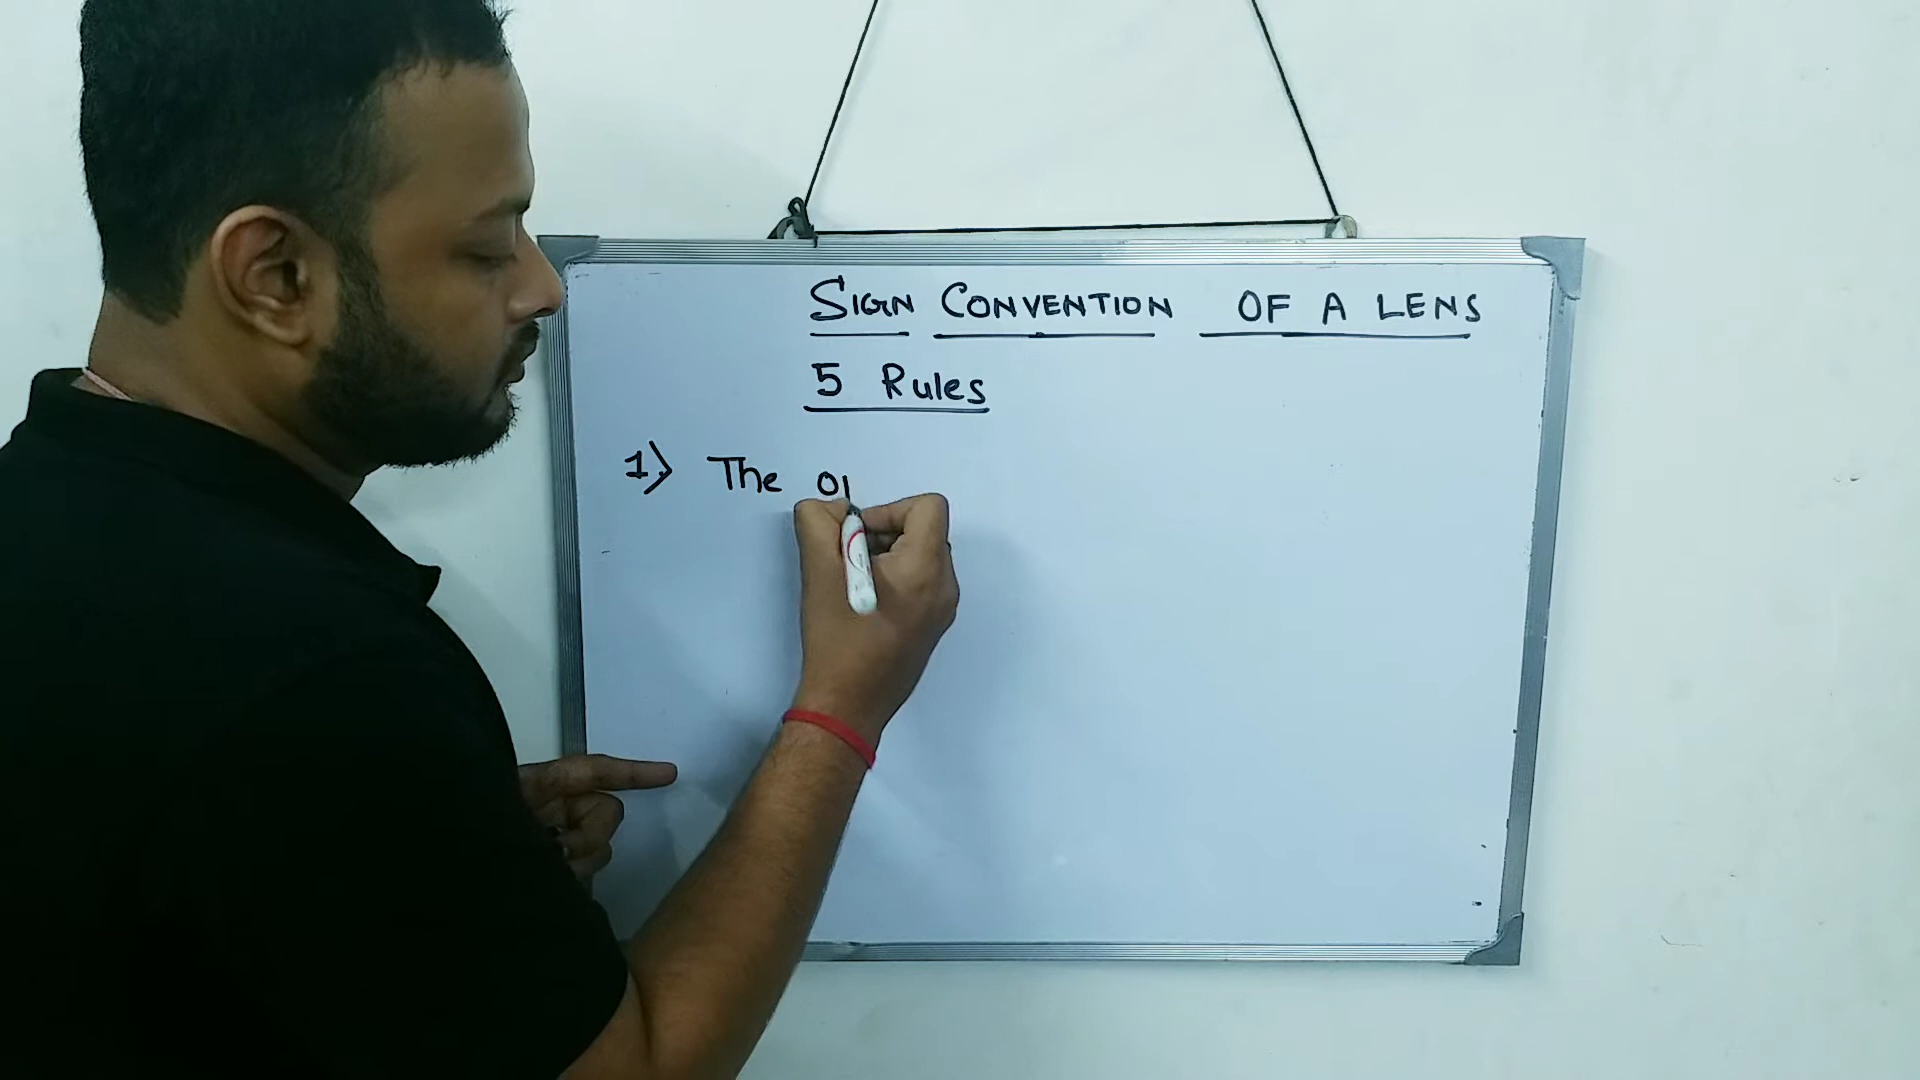 SIGN CONVENTION OF A LENS
5 Rules
1) The